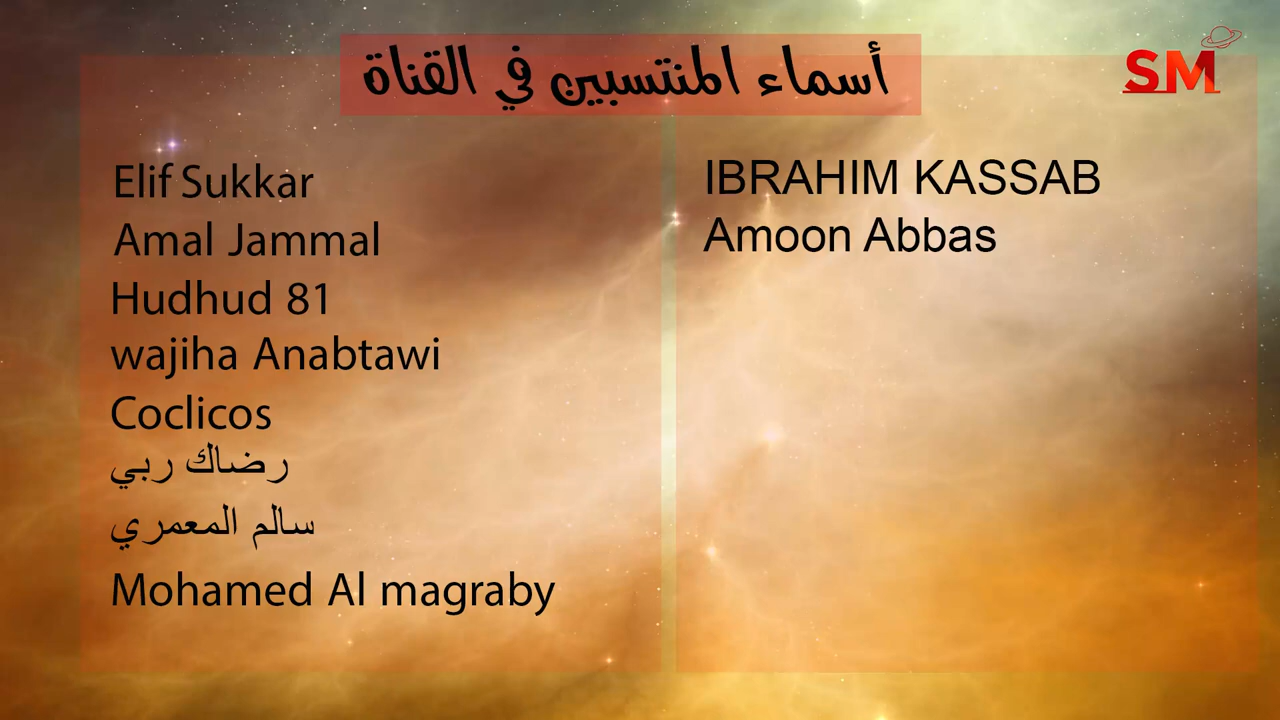 أسماء المنتسبين في القناة
SM
Elif Sukkar
Amal Jammal
Hudhud 81
wajiha Anabtawi
Coclicos
رضاك ربي
سالم المعمري
Mohamed Al magraby
IBRAHIM KASSAB
Amoon Abbas